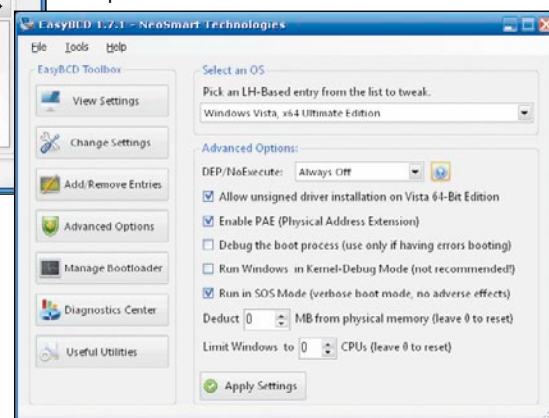 EasyBCD 1.7.1 - NeoSmart Technologies
File Tools Help
EasyBCD Toolbox
View Settings
Change Settings
Add/Remove Entries
Advanced Options
Manage Bootloader
Diagnostics Center
Useful Utilities
Select an OS
Pick an LH-Based entry from the list to tweak.
Windows Vista, x64 Ultimate Edition
Advanced Options:
DEP/NoExecute: Always Off
Allow unsigned driver installation on Vista 64-Bit Edition
Enable PAE (Physical Address Extension)
Debug the boot process (use only if having errors booting)
Run Windows in Kernel-Debug Mode (not recommended!)
Run in SOS Mode (verbose boot mode, no adverse effects)
Deduct 0 MB from physical memory (leave 0 to reset)
Limit Windows to 0 CPUs (leave 0 to reset)
Apply Settings